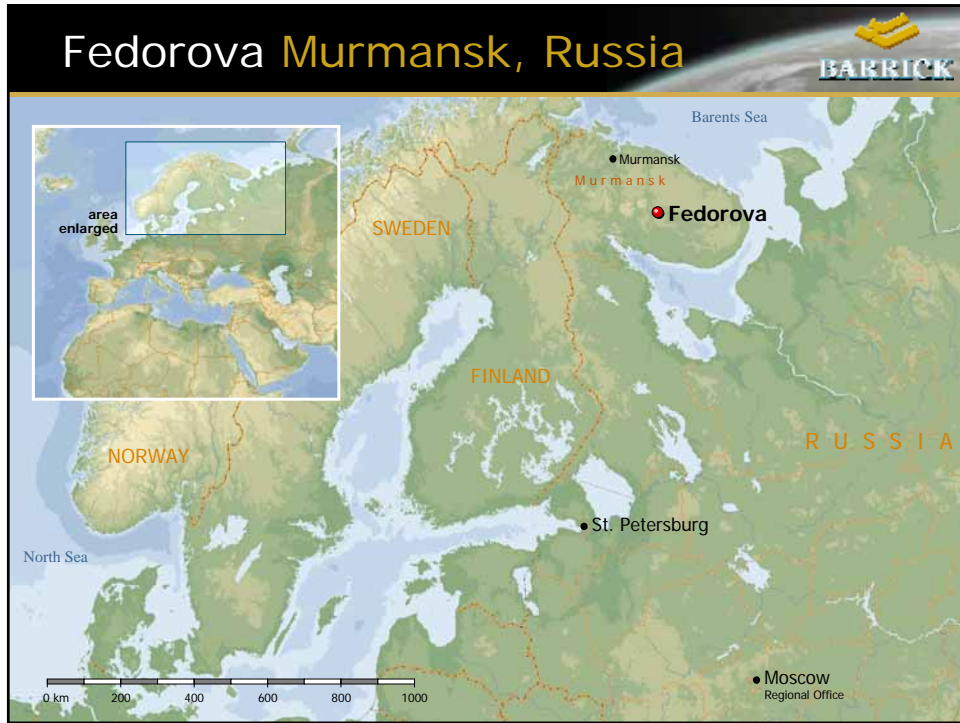 Fedorova Murmansk, Russia
BARRICK
Barents Sea
Murmansk
Murmansk
Fedorova
area
enlarged
SWEDEN
FINLAND
NORWAY
RUSSIA
St. Petersburg
North Sea
Moscow
Regional Office
0 km 200 400 600 800 1000